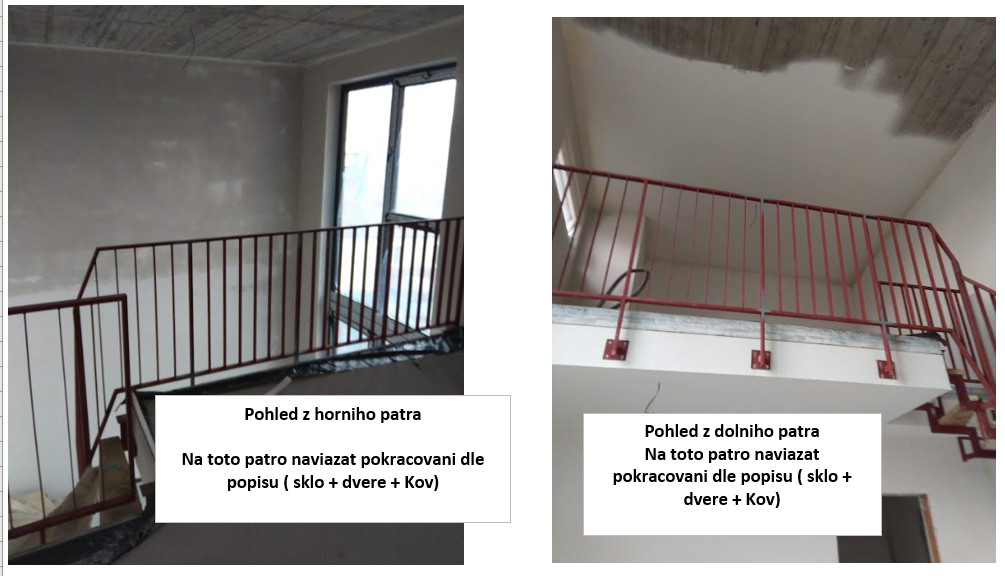 Pohled z horniho patra
Na toto patro naviazat pokracovani dle
popisu ( sklo + dvere + Kov)
Pohled z dolniho patra
Na toto patro naviazat
pokracovani dle popisu ( sklo +
dvere + Kov)